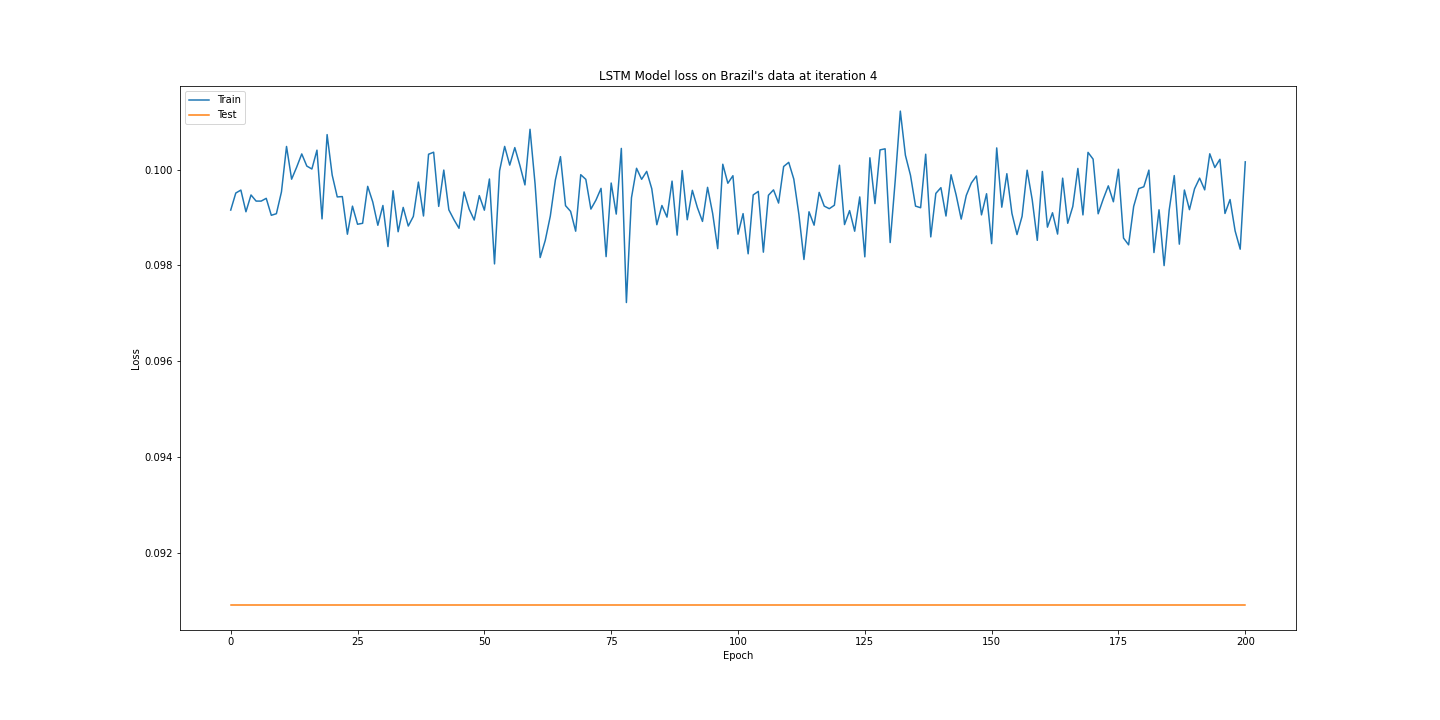 LSTM Model loss on Brazil's data at iteration 4
Train
Test
0.100
0.098
0.096
0.094
0.092
Loss
0 25 50 75 100 125 150 175 200
Epoch